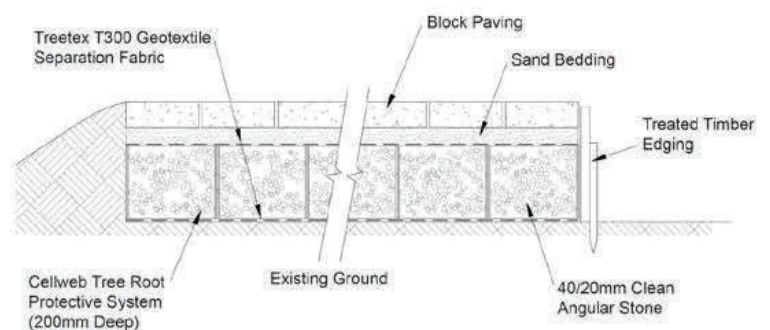 Block Paving
Treetex T300 Geotextile
Separation Fabric
Sand Bedding
Treated Timber
Edging
Existing Ground
Cellweb Tree Root
Protective System
(200mm Deep)
40/20mm Clean
Angular Stone